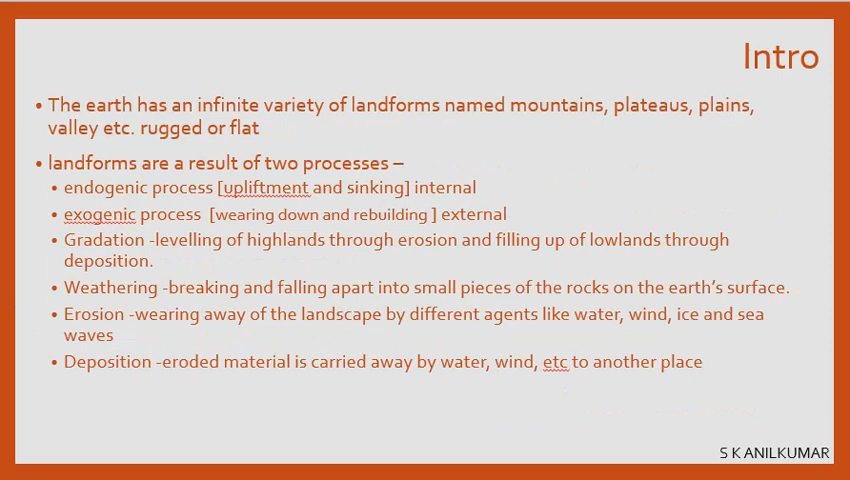 Intro
• The earth has an infinite variety of landforms named mountains, plateaus, plains,
valley etc. rugged or flat
• landforms are a result of two processes –
• endogenic process [upliftment and sinking] internal
• exogenic process [wearing down and rebuilding ] external
• Gradation -levelling of highlands through erosion and filling up of lowlands through
deposition.
• Weathering -breaking and falling apart into small pieces of the rocks on the earth's surface.
• Erosion -wearing away of the landscape by different agents like water, wind, ice and sea
waves
• Deposition -eroded material is carried away by water, wind, etc to another place
S K ANILKUMAR